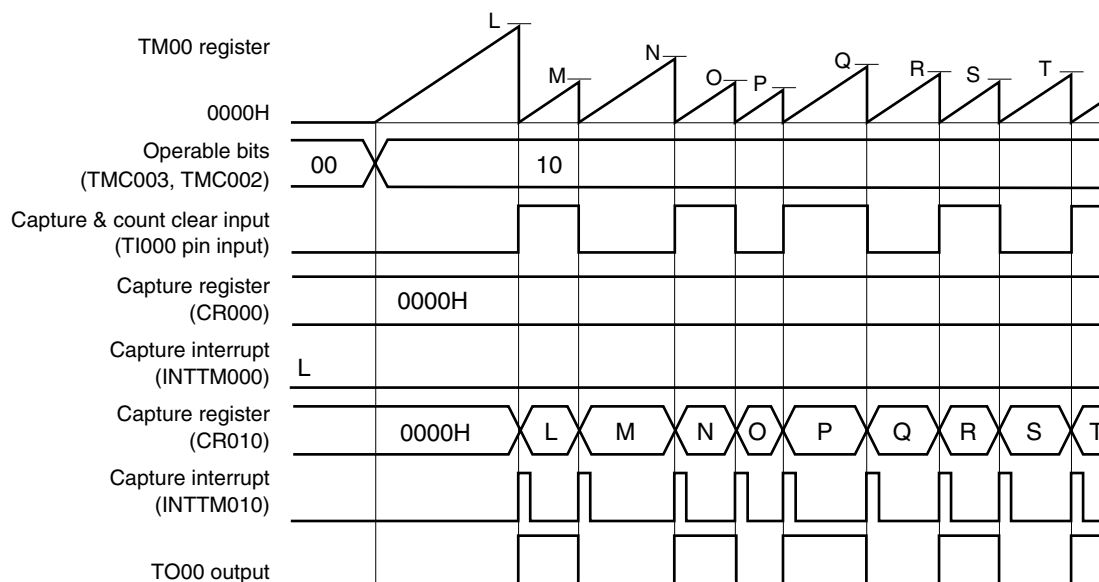 TM00 register
L
M
N
O
P
Q
R
S
T
0000H
Operable bits
(TMC003, TMC002)
00
10
Capture & count clear input
(TI000 pin input)
Capture register
(CR000)
0000H
Capture interrupt
(INTTM000)
L
Capture register
(CR010)
0000H
L
M
N
O
P
Q
R
S
T
Capture interrupt
(INTTM010)
TO00 output